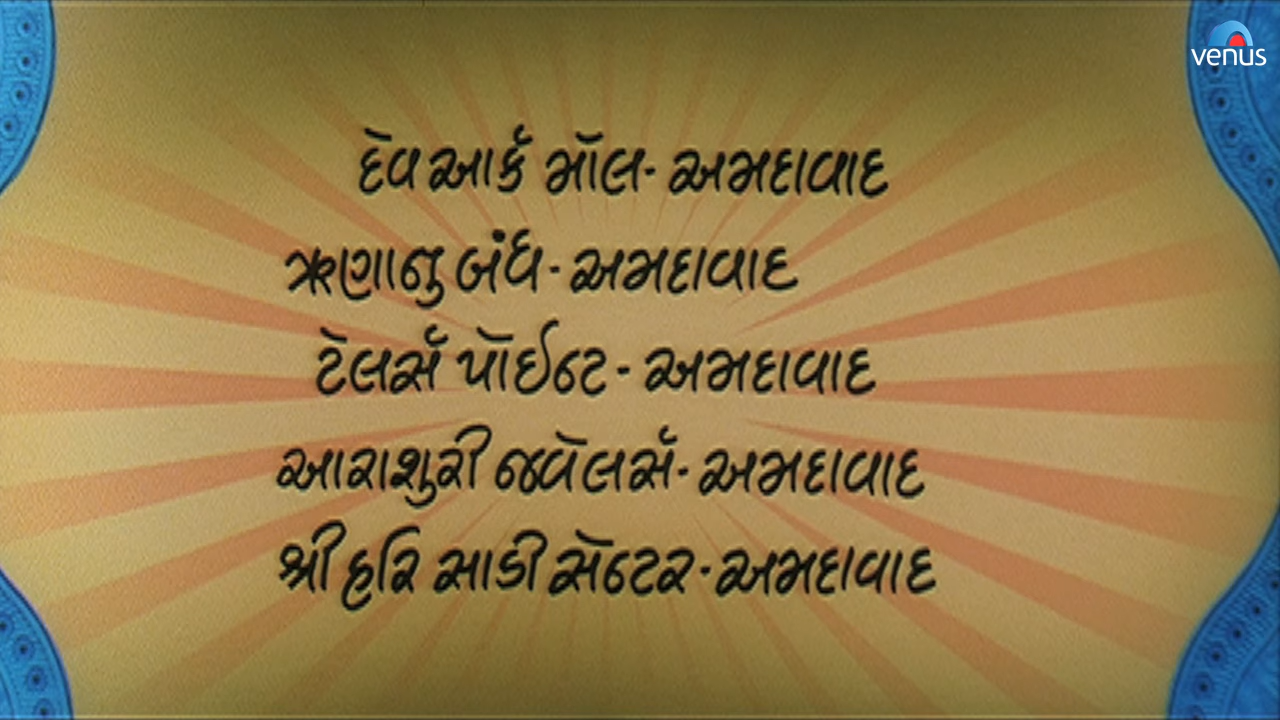 venus
દેવ આર્ક મૉલ- અમદાવાદ
ઋણાનુ બંધ- અમદાવાદ
ટેલર્સ પૉઈન્ટ - અમદાવાદ
આરાશુરી જ્વેલર્સ- અમદાવાદ
શ્રી હરિ સાડી સેન્ટર - અમદાવાદ